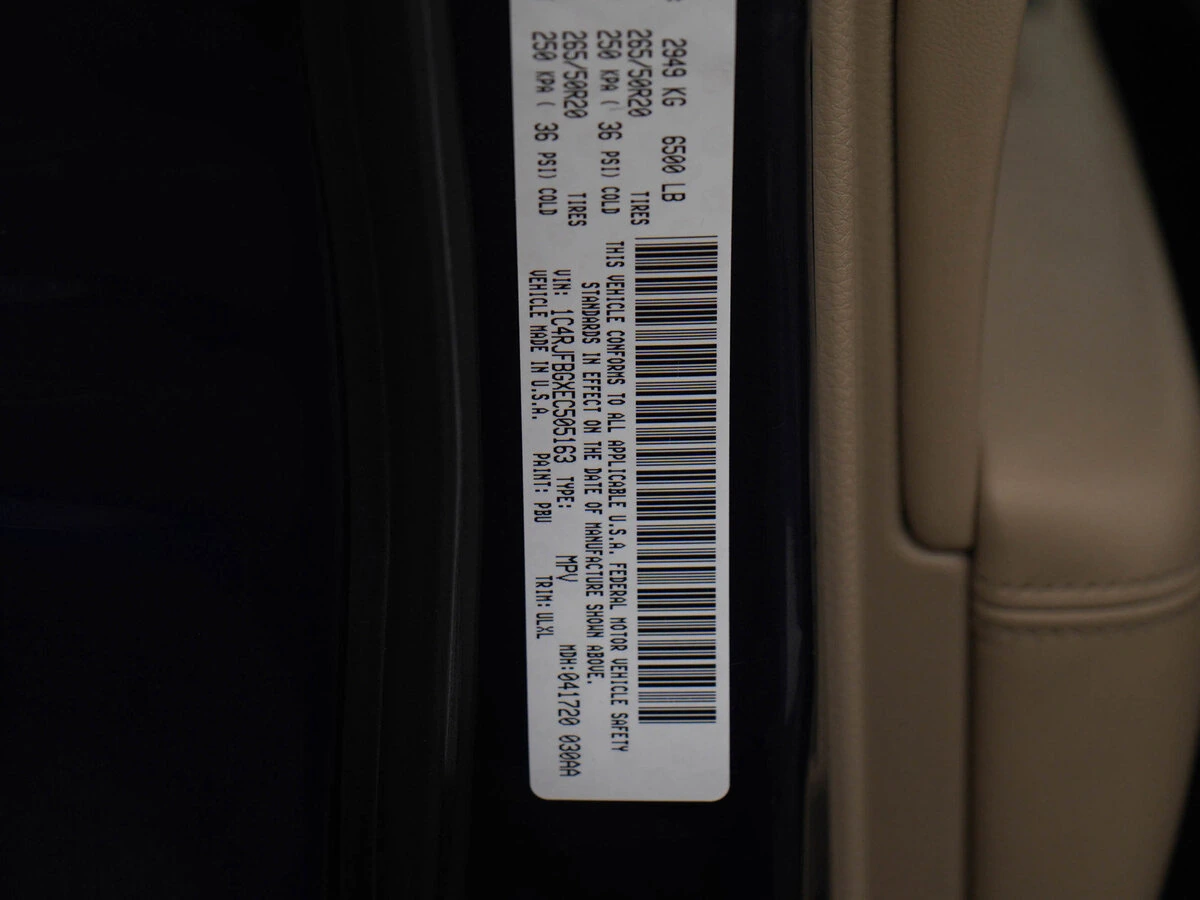 2949 KG 6500 LB
265/50R20 TIRES
250 KPA ( 36 PSI) COLD
265/50R20 TIRES
250 KPA ( 36 PSI) COLD
THIS VEHICLE CONFORMS TO ALL APPLICABLE U.S.A. FEDERAL MOTOR VEHICLE SAFETY
STANDARDS IN EFFECT ON THE DATE OF MANUFACTURE SHOWN ABOVE.
VIN: 1C4RJFBGXEC505163 TYPE: MPV MDH:041720 030AA
VEHICLE MADE IN U.S.A. PAINT: PBU TRIM: ULXL